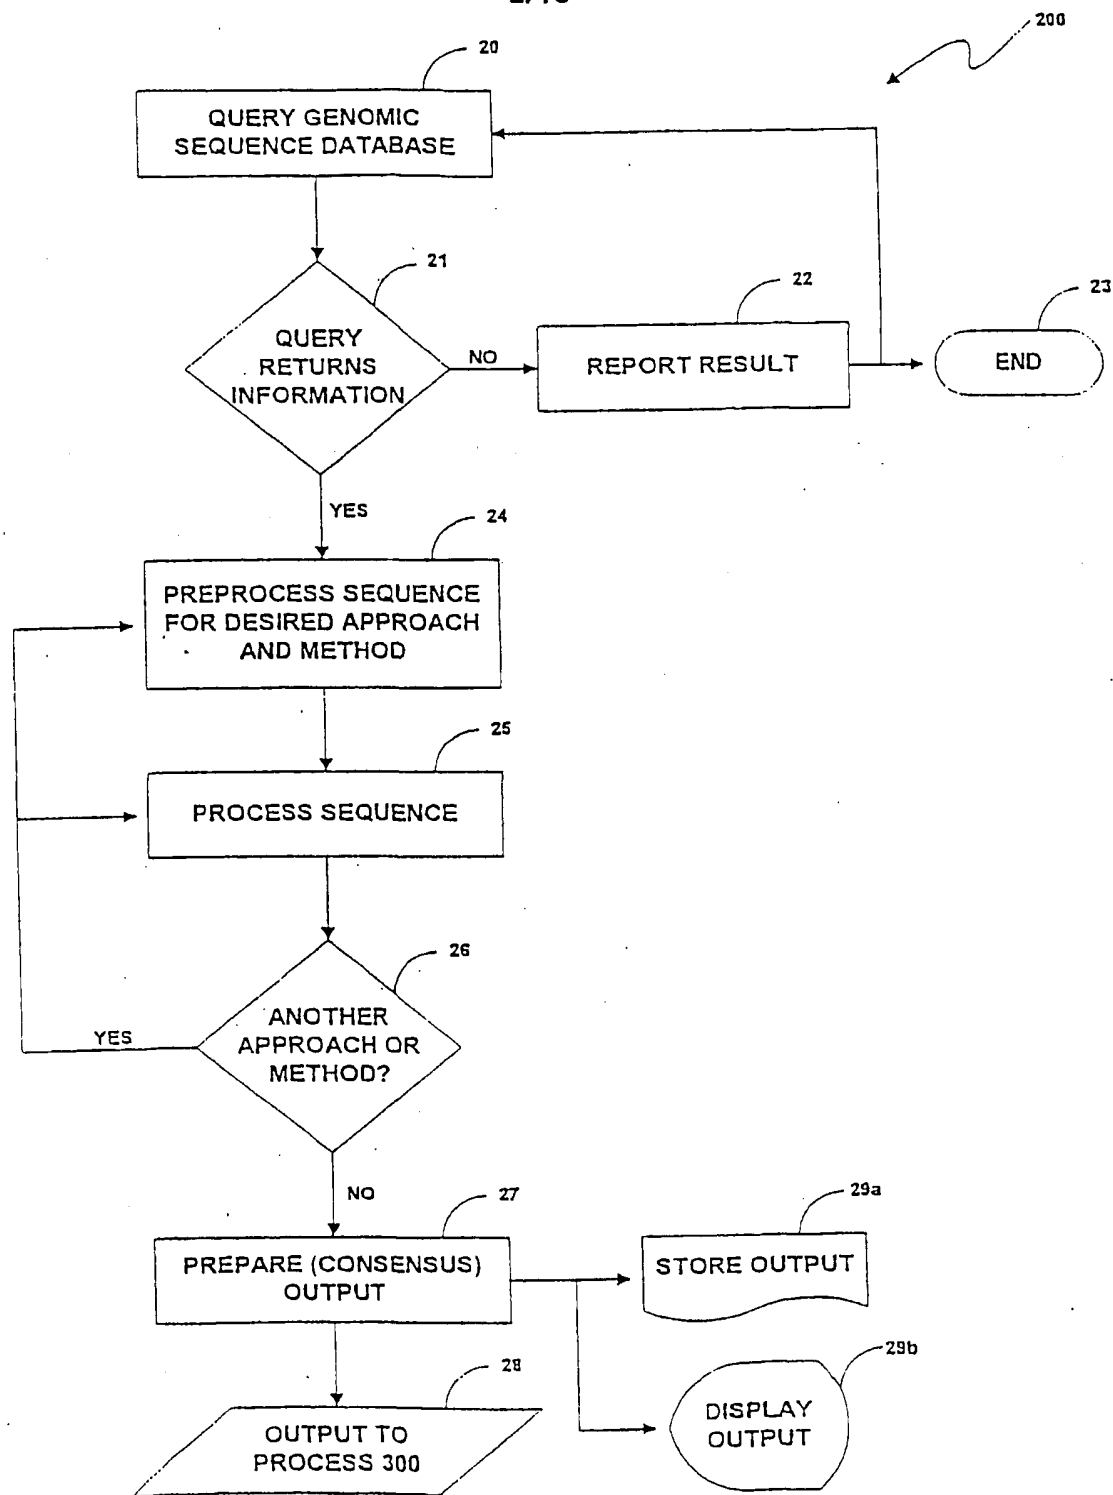 200
20
QUERY GENOMIC
SEQUENCE DATABASE
21
QUERY
RETURNS
INFORMATION
NO
22
REPORT RESULT
23
END
YES
24
PREPROCESS SEQUENCE
FOR DESIRED APPROACH
AND METHOD
25
PROCESS SEQUENCE
26
ANOTHER
APPROACH OR
METHOD?
YES
NO
27
PREPARE (CONSENSUS)
OUTPUT
29a
STORE OUTPUT
29b
DISPLAY
OUTPUT
28
OUTPUT TO
PROCESS 300